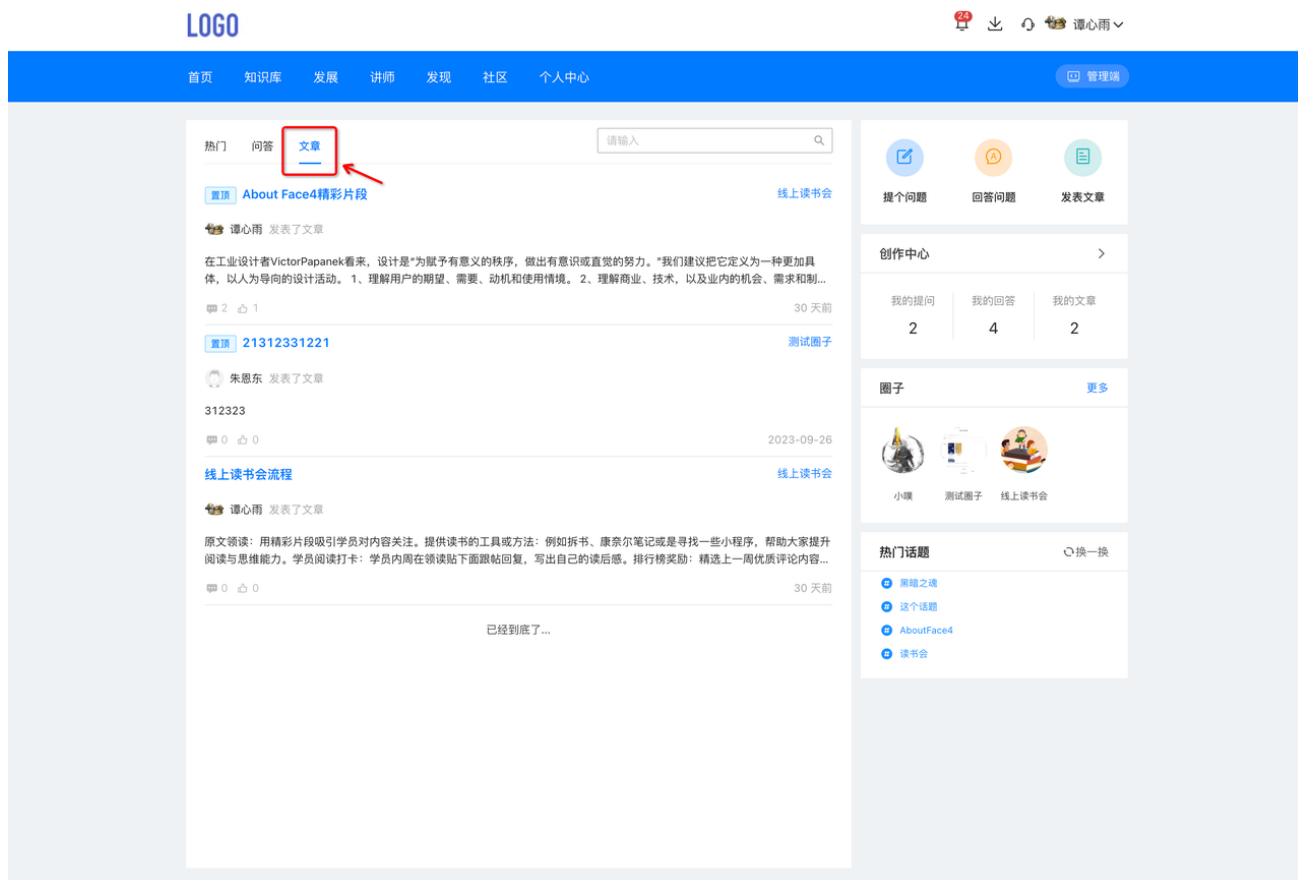 LOGO
24
谭心雨
首页 知识库 发展 讲师 发现 社区 个人中心
管理端
热门 问答 文章
请输入
置顶 About Face4精彩片段 线上读书会
谭心雨 发表了文章
在工业设计者VictorPapanek看来，设计是"为赋予有意义的秩序，做出有意识或直觉的努力。"我们建议把它定义为一种更加具
体，以人为导向的设计活动。 1、理解用户的期望、需要、动机和使用情境。 2、理解商业、技术，以及业内的机会、需求和制...
2 1 30 天前
置顶 21312331221 测试圈子
朱恩东 发表了文章
312323
0 0 2023-09-26
线上读书会流程 线上读书会
谭心雨 发表了文章
原文领读：用精彩片段吸引学员对内容关注。提供读书的工具或方法：例如拆书、康奈尔笔记或是寻找一些小程序，帮助大家提升
阅读与思维能力。学员阅读打卡：学员内周在领读贴下面跟帖回复，写出自己的读后感。排行榜奖励：精选上一周优质评论内容...
0 0 30 天前
已经到底了...
提个问题 回答问题 发表文章
创作中心
我的提问 我的回答 我的文章
2 4 2
圈子 更多
小噗 测试圈子 线上读书会
热门话题 换一换
黑暗之魂
这个话题
AboutFace4
读书会